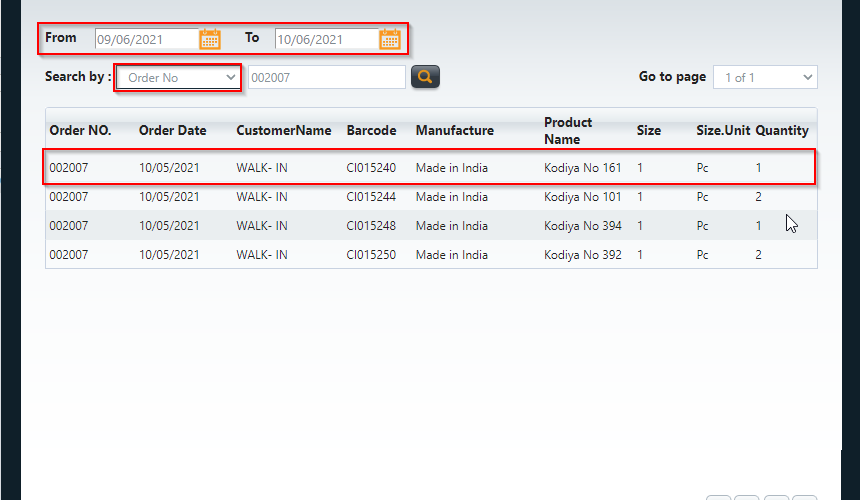 From 09/06/2021 To 10/06/2021
Search by : Order No 002007 Go to page 1 of 1
Order NO. Order Date CustomerName Barcode Manufacture Product Name Size Size.Unit Quantity
002007 10/05/2021 WALK- IN CI015240 Made in India Kodiya No 161 1 Pc 1
002007 10/05/2021 WALK- IN CI015244 Made in India Kodiya No 101 1 Pc 2
002007 10/05/2021 WALK- IN CI015248 Made in India Kodiya No 394 1 Pc 1
002007 10/05/2021 WALK- IN CI015250 Made in India Kodiya No 392 1 Pc 2